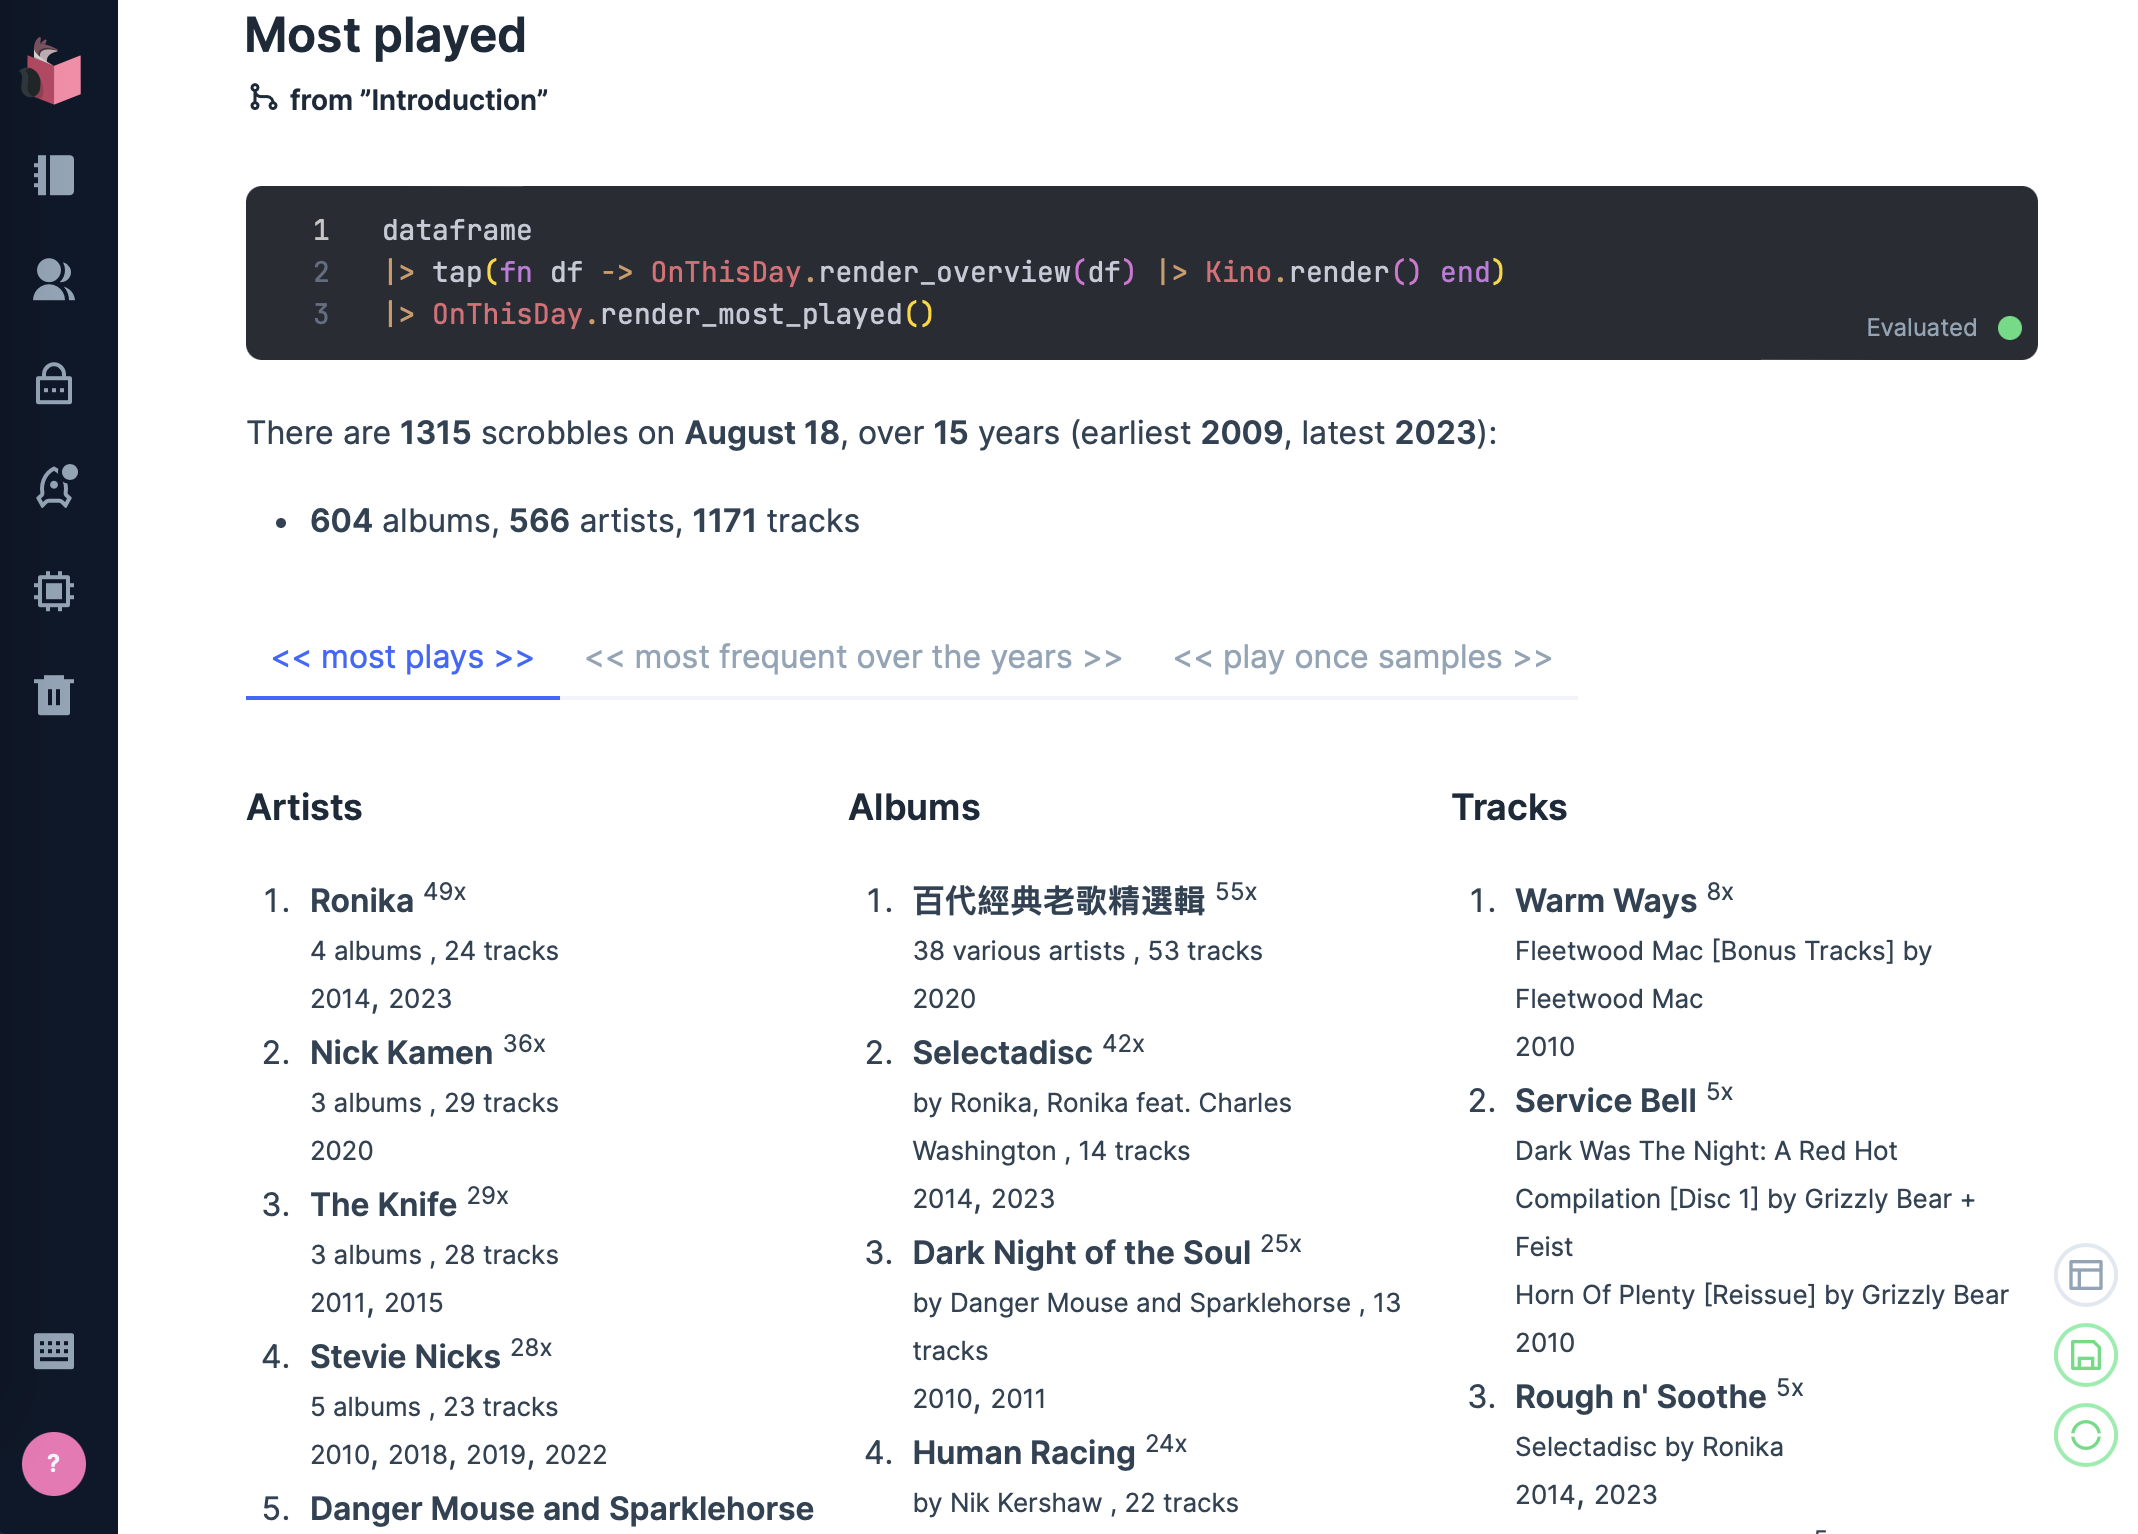 Most played
from ”Introduction”
1 dataframe
2 |> tap(fn df -> OnThisDay.render_overview(df) |> Kino.render() end)
3 |> OnThisDay.render_most_played()
Evaluated
There are 1315 scrobbles on August 18, over 15 years (earliest 2009, latest 2023):
• 604 albums, 566 artists, 1171 tracks
<< most plays >> << most frequent over the years >> << play once samples >>
Artists
1. Ronika 49x
4 albums , 24 tracks
2014, 2023
2. Nick Kamen 36x
3 albums , 29 tracks
2020
3. The Knife 29x
3 albums , 28 tracks
2011, 2015
4. Stevie Nicks 28x
5 albums , 23 tracks
2010, 2018, 2019, 2022
5. Danger Mouse and Sparklehorse
Albums
1. 百代經典老歌精選輯 55x
38 various artists , 53 tracks
2020
2. Selectadisc 42x
by Ronika, Ronika feat. Charles
Washington , 14 tracks
2014, 2023
3. Dark Night of the Soul 25x
by Danger Mouse and Sparklehorse , 13
tracks
2010, 2011
4. Human Racing 24x
by Nik Kershaw , 22 tracks
Tracks
1. Warm Ways 8x
Fleetwood Mac [Bonus Tracks] by
Fleetwood Mac
2010
2. Service Bell 5x
Dark Was The Night: A Red Hot
Compilation [Disc 1] by Grizzly Bear +
Feist
Horn Of Plenty [Reissue] by Grizzly Bear
2010
3. Rough n' Soothe 5x
Selectadisc by Ronika
2014, 2023
?